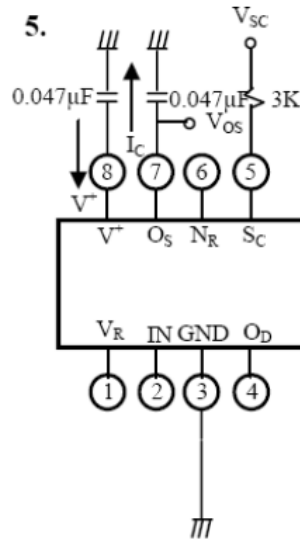 5.
V_SC
0.047μF 0.047μF 3K
V_OS
I_C
8 7 6 5
V⁺
V⁺ O_S N_R S_C
V_R IN GND O_D
1 2 3 4